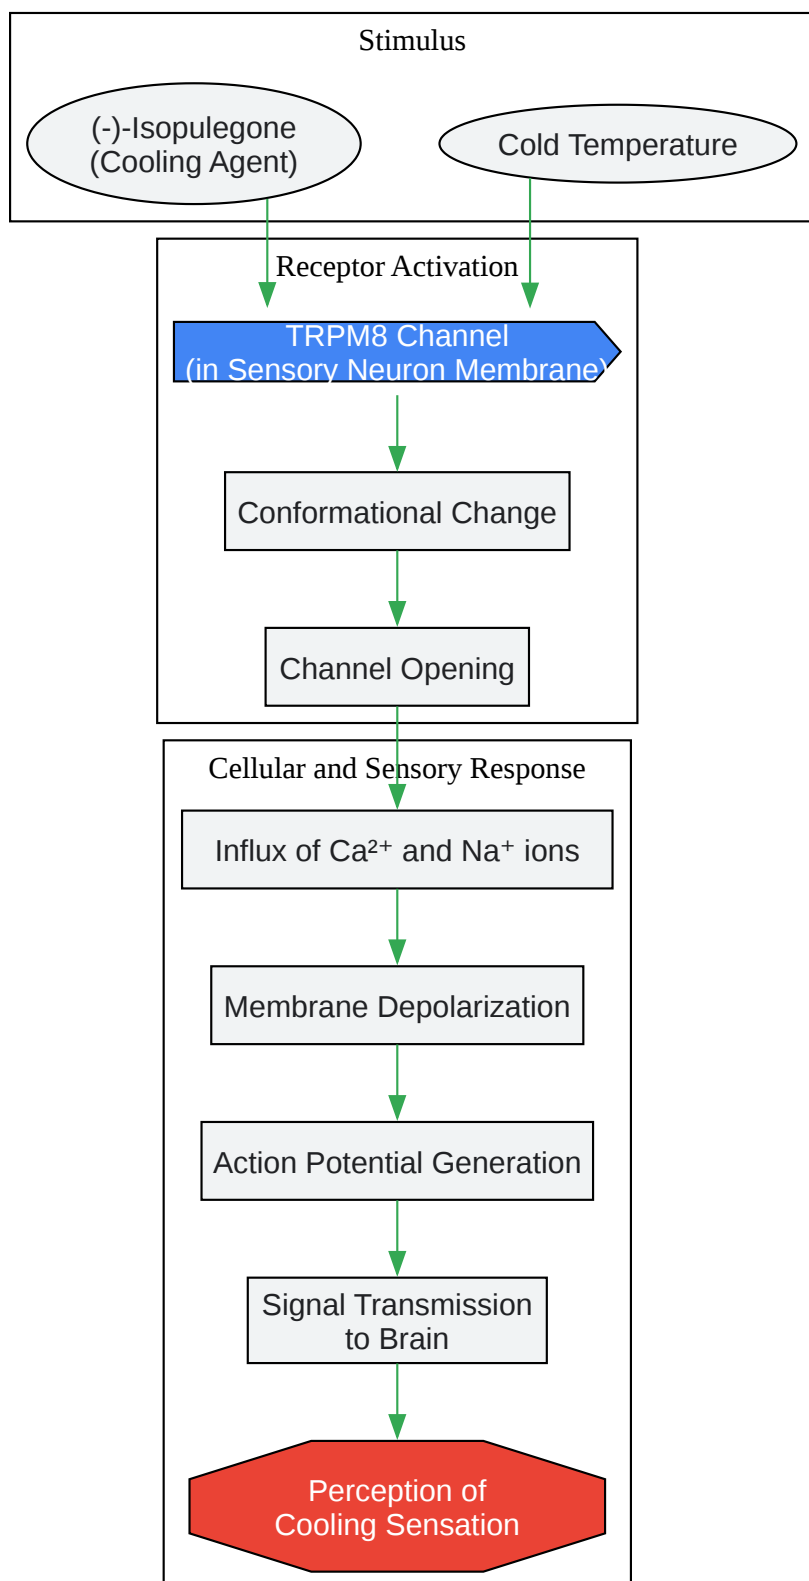 Stimulus
(-)-Isopulegone
(Cooling Agent)
Cold Temperature
Receptor Activation
TRPM8 Channel
(in Sensory Neuron Membrane)
Conformational Change
Channel Opening
Cellular and Sensory Response
Influx of Ca²⁺ and Na⁺ ions
Membrane Depolarization
Action Potential Generation
Signal Transmission
to Brain
Perception of
Cooling Sensation